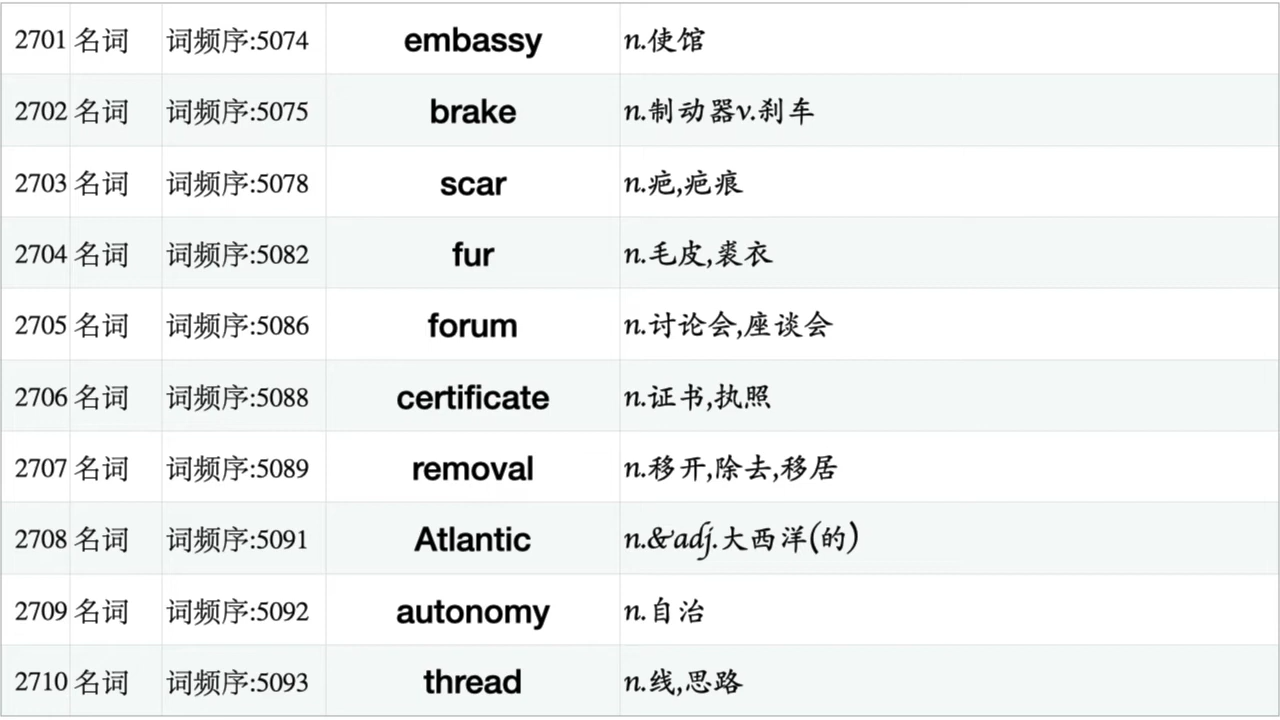 2701 名词 词频序:5074 embassy n.使馆
2702 名词 词频序:5075 brake n.制动器v.刹车
2703 名词 词频序:5078 scar n.疤,疤痕
2704 名词 词频序:5082 fur n.毛皮,裘衣
2705 名词 词频序:5086 forum n.讨论会,座谈会
2706 名词 词频序:5088 certificate n.证书,执照
2707 名词 词频序:5089 removal n.移开,除去,移居
2708 名词 词频序:5091 Atlantic n.&adj.大西洋(的)
2709 名词 词频序:5092 autonomy n.自治
2710 名词 词频序:5093 thread n.线,思路